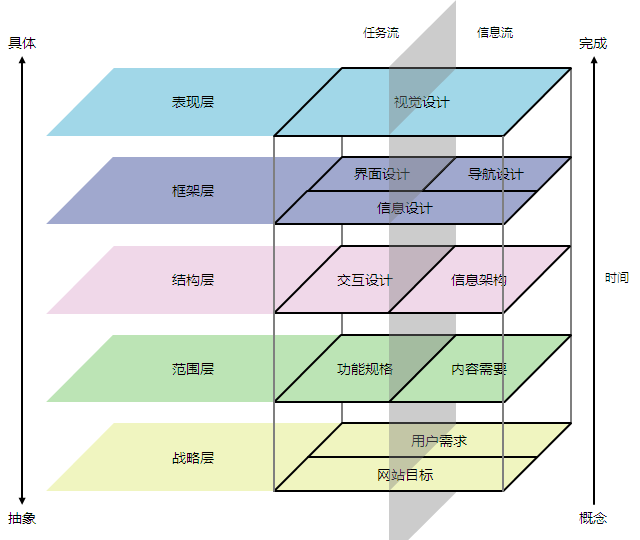 任务流
信息流
具体
完成
表现层
视觉设计
框架层
界面设计
导航设计
信息设计
结构层
交互设计
信息架构
时间
范围层
功能规格
内容需要
战略层
用户需求
网站目标
抽象
概念